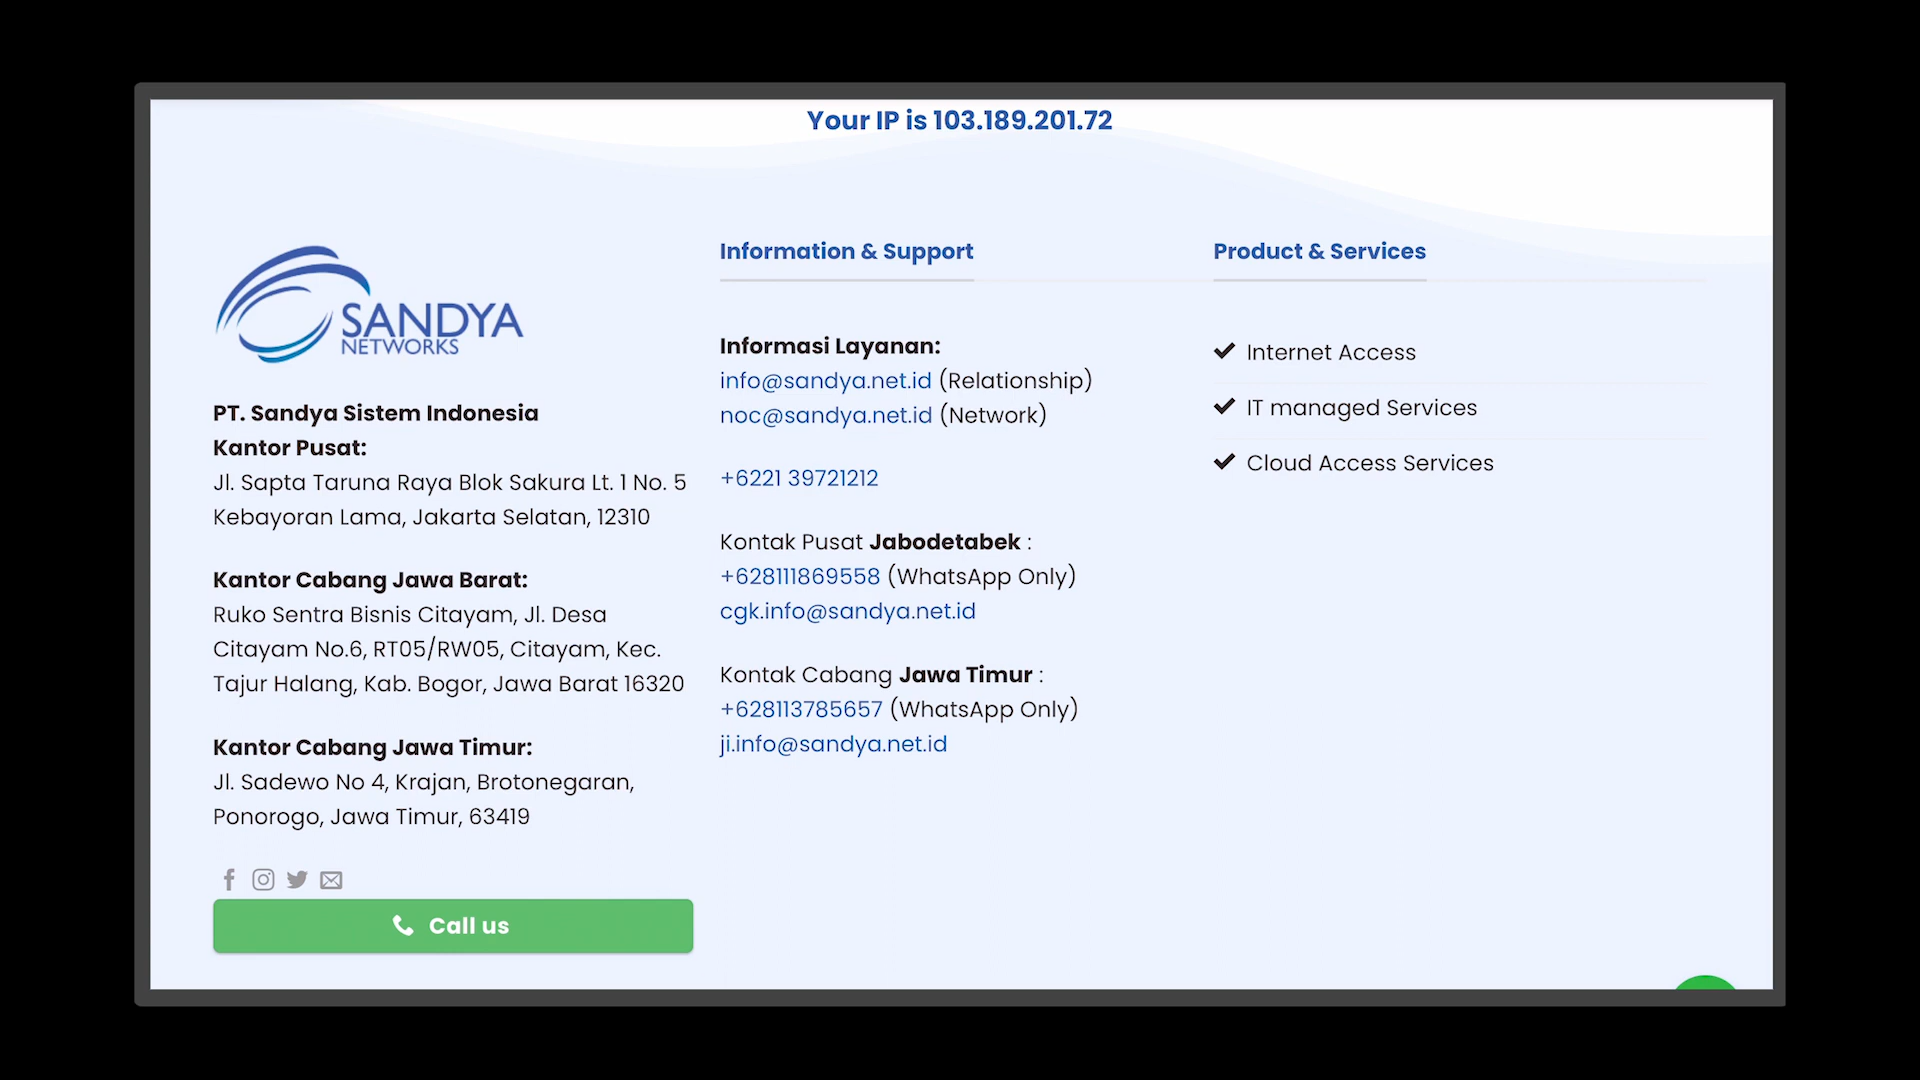 Your IP is 103.189.201.72
SANDYA
NETWORKS
PT. Sandya Sistem Indonesia
Kantor Pusat:
Jl. Sapta Taruna Raya Blok Sakura Lt. 1 No. 5
Kebayoran Lama, Jakarta Selatan, 12310
Kantor Cabang Jawa Barat:
Ruko Sentra Bisnis Citayam, Jl. Desa
Citayam No.6, RT05/RW05, Citayam, Kec.
Tajur Halang, Kab. Bogor, Jawa Barat 16320
Kantor Cabang Jawa Timur:
Jl. Sadewo No 4, Krajan, Brotonegaran,
Ponorogo, Jawa Timur, 63419
Call us
Information & Support
Informasi Layanan:
info@sandya.net.id (Relationship)
noc@sandya.net.id (Network)
+6221 39721212
Kontak Pusat Jabodetabek :
+628111869558 (WhatsApp Only)
cgk.info@sandya.net.id
Kontak Cabang Jawa Timur :
+628113785657 (WhatsApp Only)
ji.info@sandya.net.id
Product & Services
Internet Access
IT managed Services
Cloud Access Services